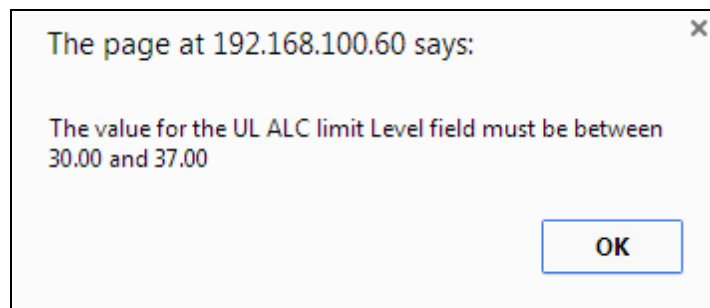 The page at 192.168.100.60 says:
The value for the UL ALC limit Level field must be between
30.00 and 37.00
OK